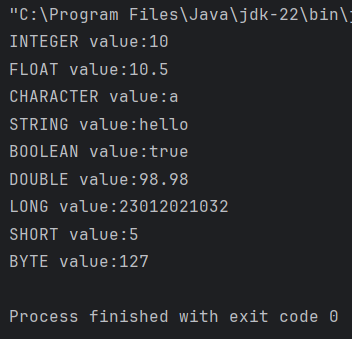 "C:\Program Files\Java\jdk-22\bin\
INTEGER value:10
FLOAT value:10.5
CHARACTER value:a
STRING value:hello
BOOLEAN value:true
DOUBLE value:98.98
LONG value:23012021032
SHORT value:5
BYTE value:127
Process finished with exit code 0